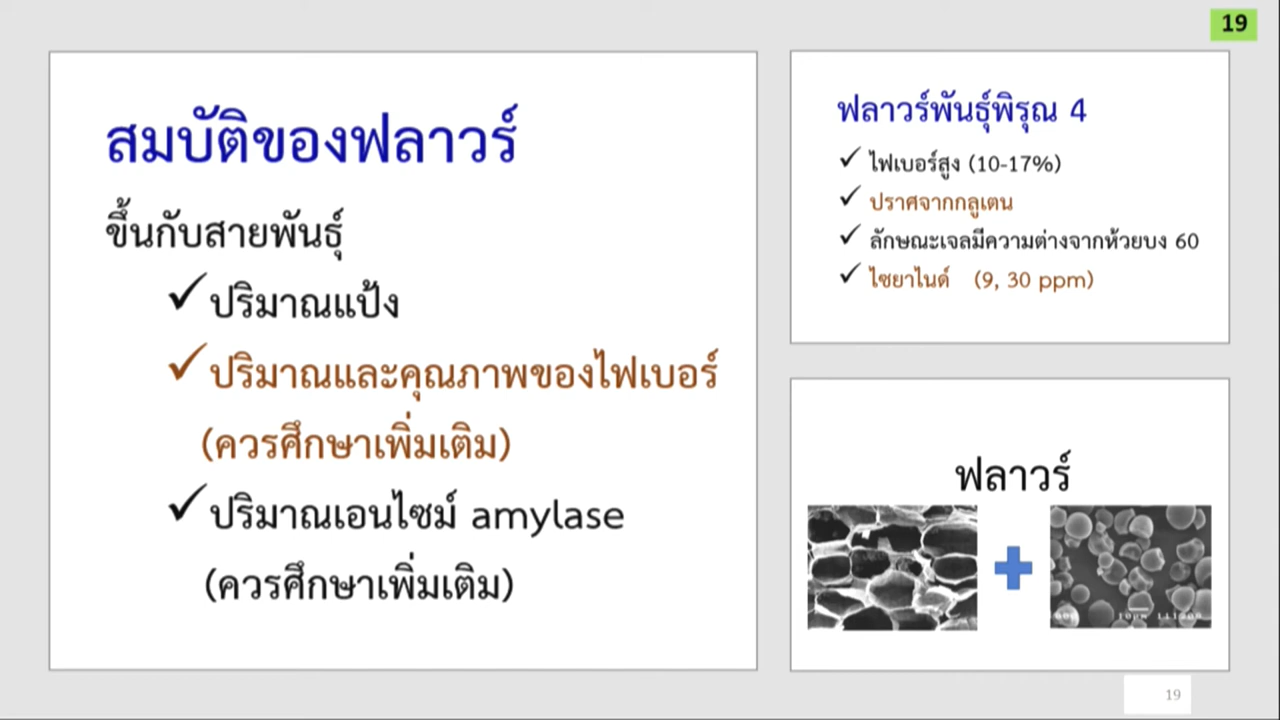 19
สมบัติของฟลาวร์
ขึ้นกับสายพันธุ์
✓ ปริมาณแป้ง
✓ ปริมาณและคุณภาพของไฟเบอร์
(ควรศึกษาเพิ่มเติม)
✓ ปริมาณเอนไซม์ amylase
(ควรศึกษาเพิ่มเติม)
ฟลาวร์พันธุ์พิรุณ 4
✓ ไฟเบอร์สูง (10-17%)
✓ ปราศจากกลูเตน
✓ ลักษณะเจลมีความต่างจากห้วยบง 60
✓ ไซยาไนด์ (9, 30 ppm)
ฟลาวร์
10μm
19